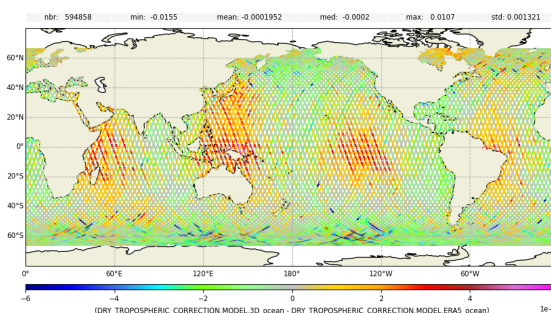 nbr: 594858 min: -0.0155 mean: -0.0001952 med: -0.0002 max: 0.0107 std: 0.001321
60°N
40°N
20°N
0°
20°S
40°S
60°S
0° 60°E 120°E 180° 120°W 60°W
−6 −4 −2 0 2 4
1e-
(DRY_TROPOSPHERIC_CORRECTION.MODEL.3D_ocean - DRY_TROPOSPHERIC_CORRECTION.MODEL.ERA5_ocean)